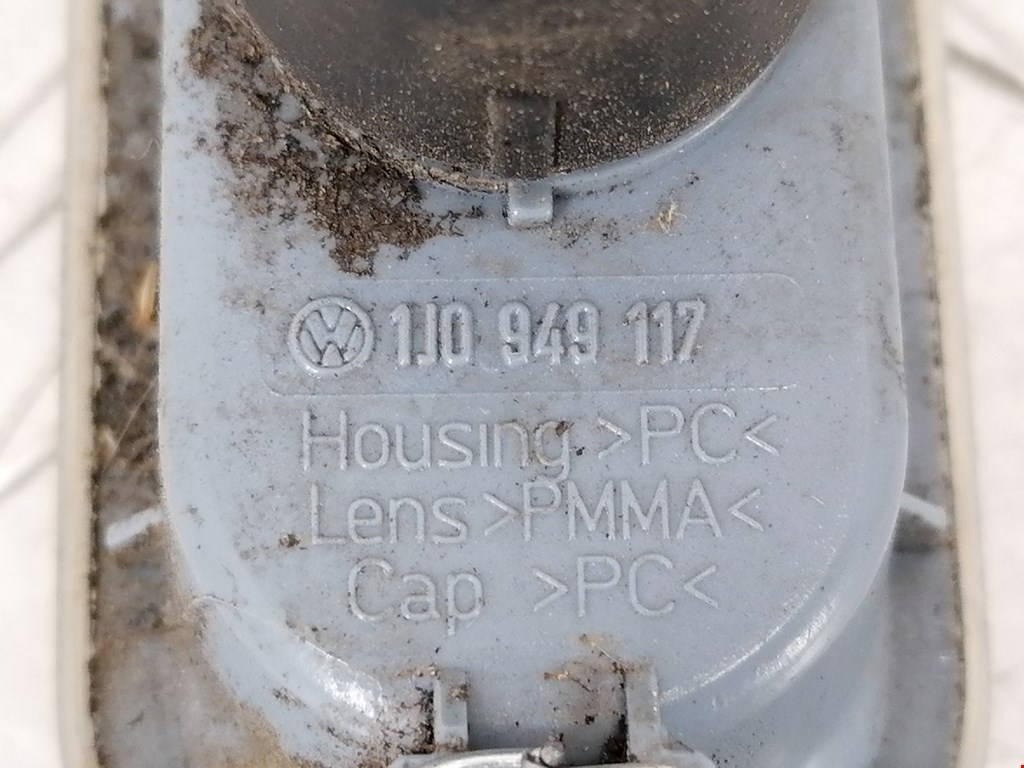 1J0 949 117
Housing >PC<
Lens >PMMA<
Cap >PC<